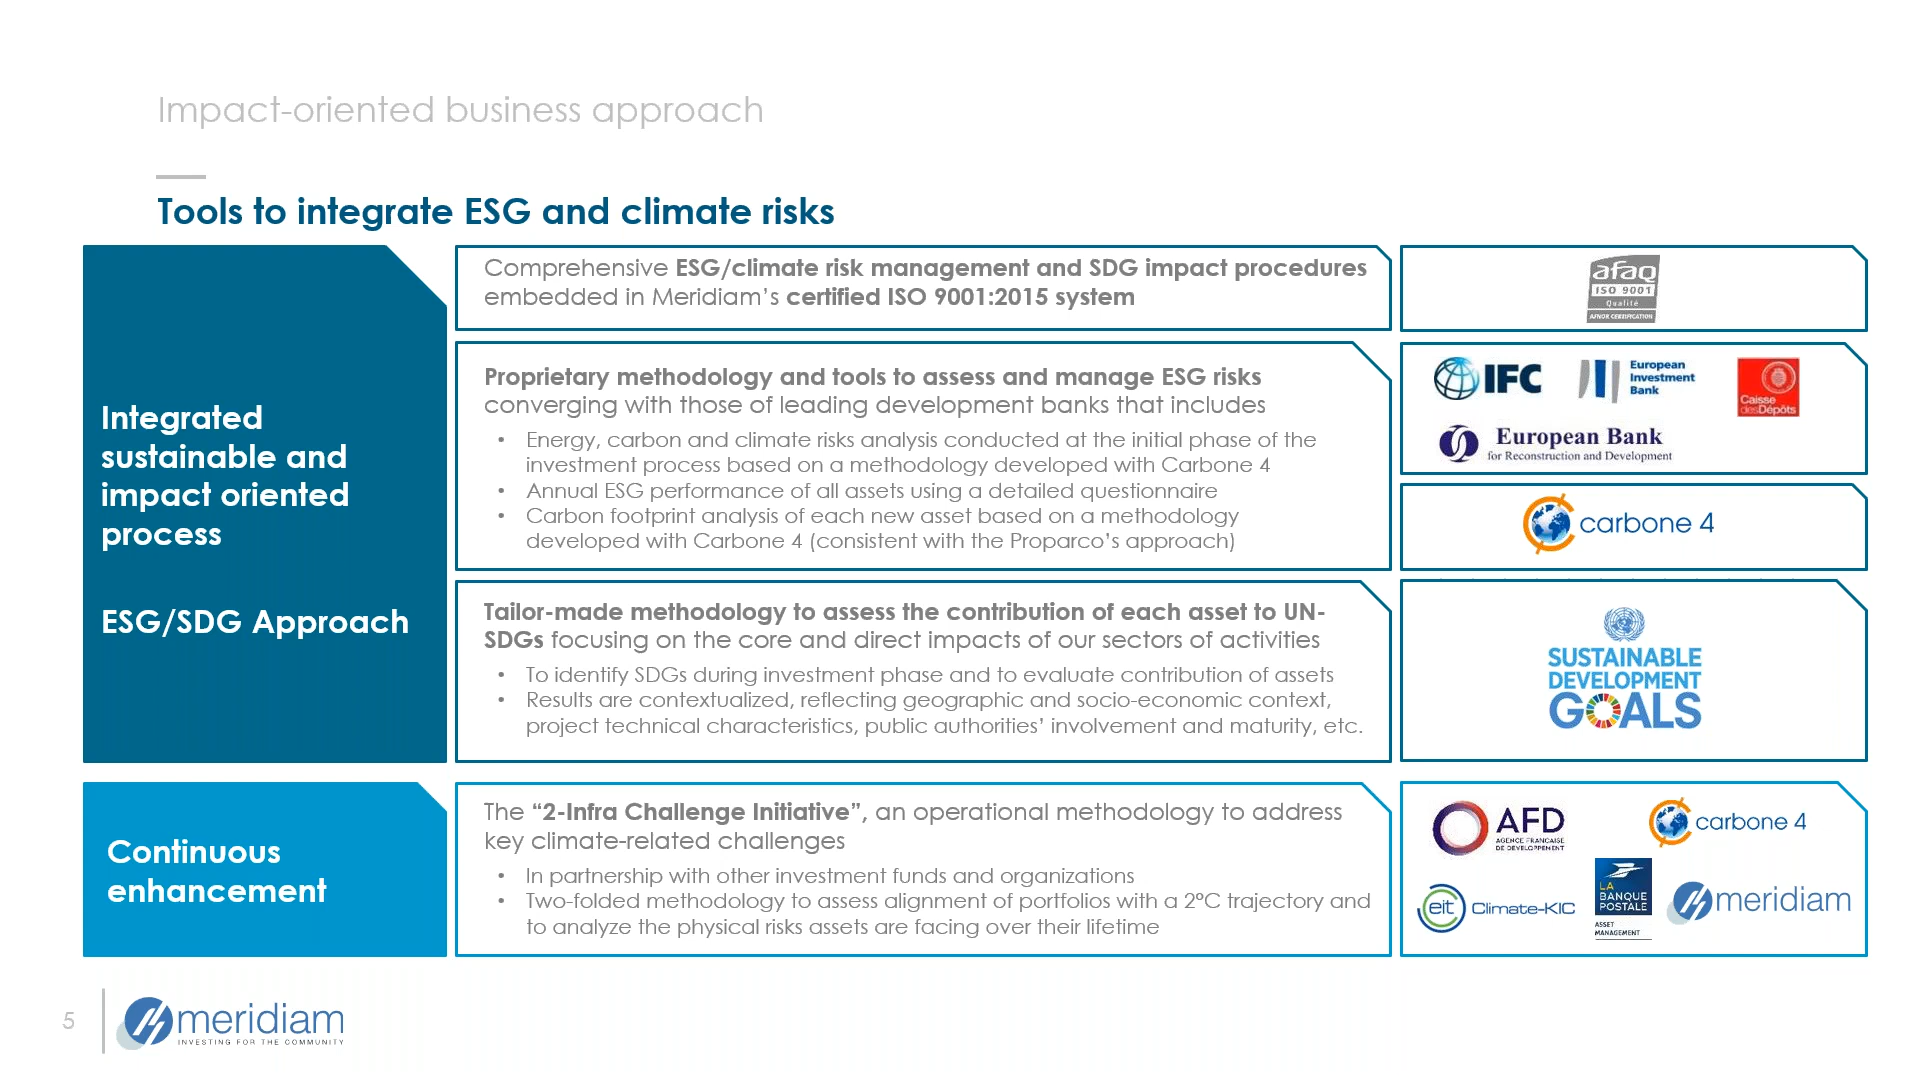 Impact-oriented business approach
Tools to integrate ESG and climate risks
Integrated
sustainable and
impact oriented
process
ESG/SDG Approach
Comprehensive ESG/climate risk management and SDG impact procedures
embedded in Meridiam’s certified ISO 9001:2015 system
afaq
ISO 9001
Qualité
AFNOR CERTIFICATION
Proprietary methodology and tools to assess and manage ESG risks
converging with those of leading development banks that includes
• Energy, carbon and climate risks analysis conducted at the initial phase of the
investment process based on a methodology developed with Carbone 4
• Annual ESG performance of all assets using a detailed questionnaire
• Carbon footprint analysis of each new asset based on a methodology
developed with Carbone 4 (consistent with the Proparco’s approach)
IFC
European
Investment
Bank
Caisse
desDépôts
European Bank
for Reconstruction and Development
carbone 4
Tailor-made methodology to assess the contribution of each asset to UN-
SDGs focusing on the core and direct impacts of our sectors of activities
• To identify SDGs during investment phase and to evaluate contribution of assets
• Results are contextualized, reflecting geographic and socio-economic context,
project technical characteristics, public authorities’ involvement and maturity, etc.
SUSTAINABLE
DEVELOPMENT
GOALS
Continuous
enhancement
The “2-Infra Challenge Initiative”, an operational methodology to address
key climate-related challenges
• In partnership with other investment funds and organizations
• Two-folded methodology to assess alignment of portfolios with a 2°C trajectory and
to analyze the physical risks assets are facing over their lifetime
AFD
AGENCE FRANÇAISE
DE DÉVELOPPEMENT
carbone 4
eit Climate-KIC
LA
BANQUE
POSTALE
ASSET
MANAGEMENT
meridiam
5
meridiam
INVESTING FOR THE COMMUNITY